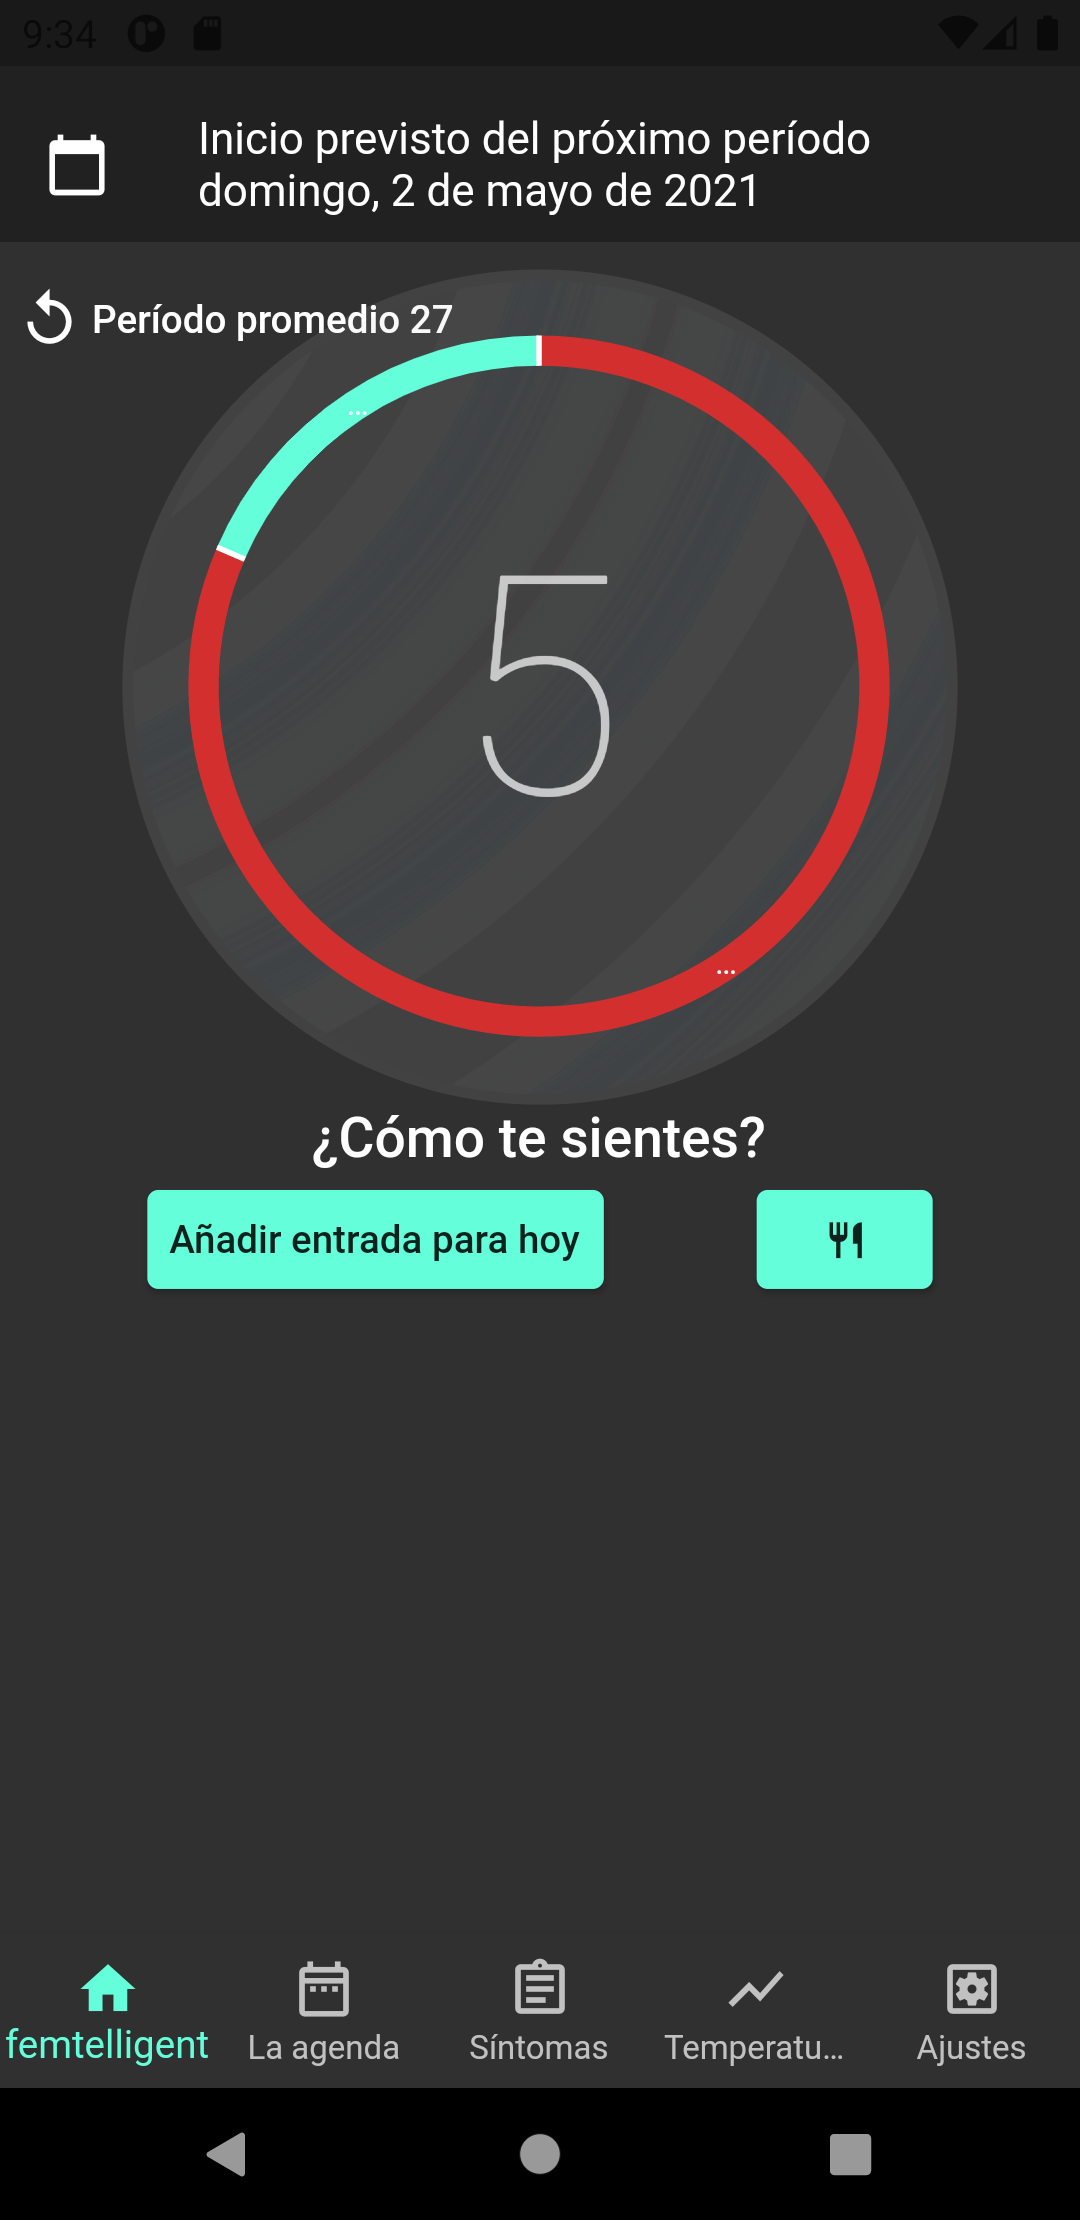 9:34
Inicio previsto del próximo período
domingo, 2 de mayo de 2021
Período promedio 27
...
5
...
¿Cómo te sientes?
Añadir entrada para hoy
femtelligent
La agenda
Síntomas
Temperatu...
Ajustes